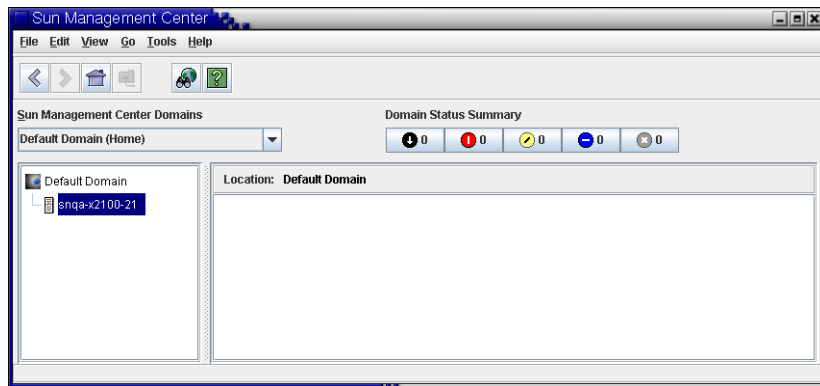 Sun Management Center
File Edit View Go Tools Help
Sun Management Center Domains
Domain Status Summary
Default Domain (Home)
0 0 0 0 0
Default Domain
snqa-x2100-21
Location: Default Domain